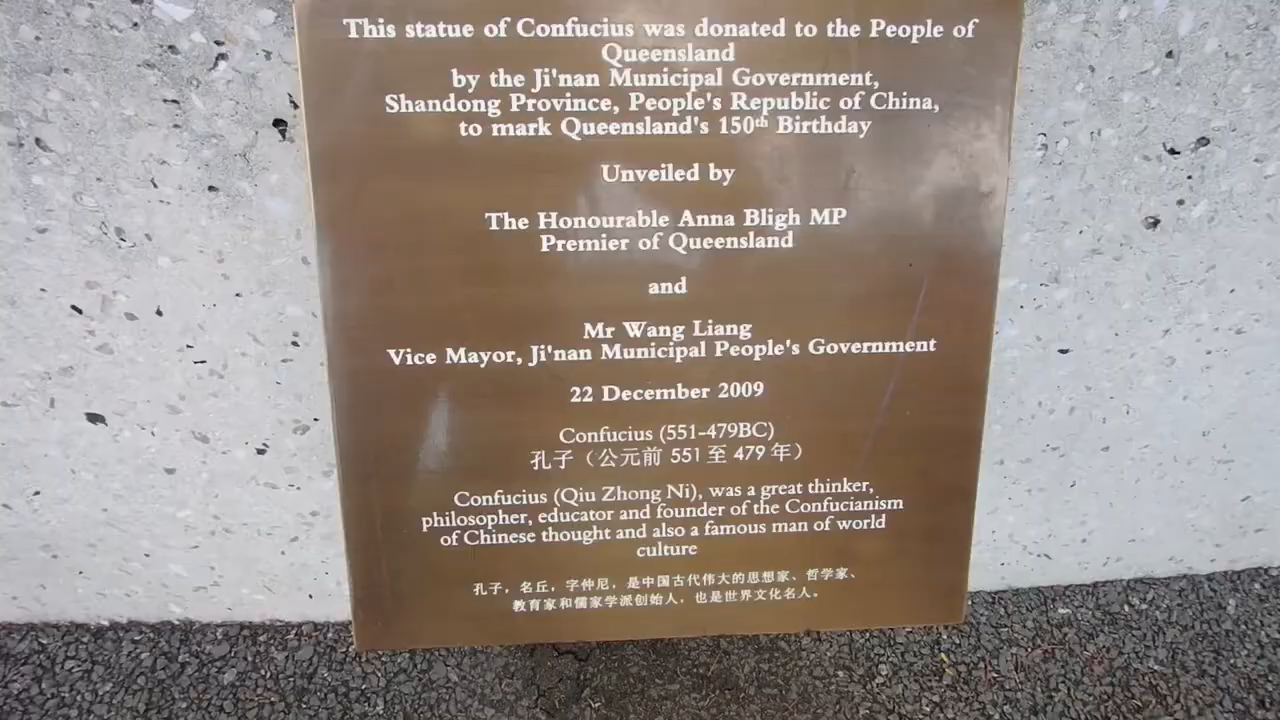 This statue of Confucius was donated to the People of
Queensland
by the Ji'nan Municipal Government,
Shandong Province, People's Republic of China,
to mark Queensland's 150th Birthday
Unveiled by
The Honourable Anna Bligh MP
Premier of Queensland
and
Mr Wang Liang
Vice Mayor, Ji'nan Municipal People's Government
22 December 2009
Confucius (551-479BC)
孔子（公元前 551 至 479 年）
Confucius (Qiu Zhong Ni), was a great thinker,
philosopher, educator and founder of the Confucianism
of Chinese thought and also a famous man of world
culture
孔子，名丘，字仲尼，是中国古代伟大的思想家、哲学家、
教育家和儒家学派创始人，也是世界文化名人。